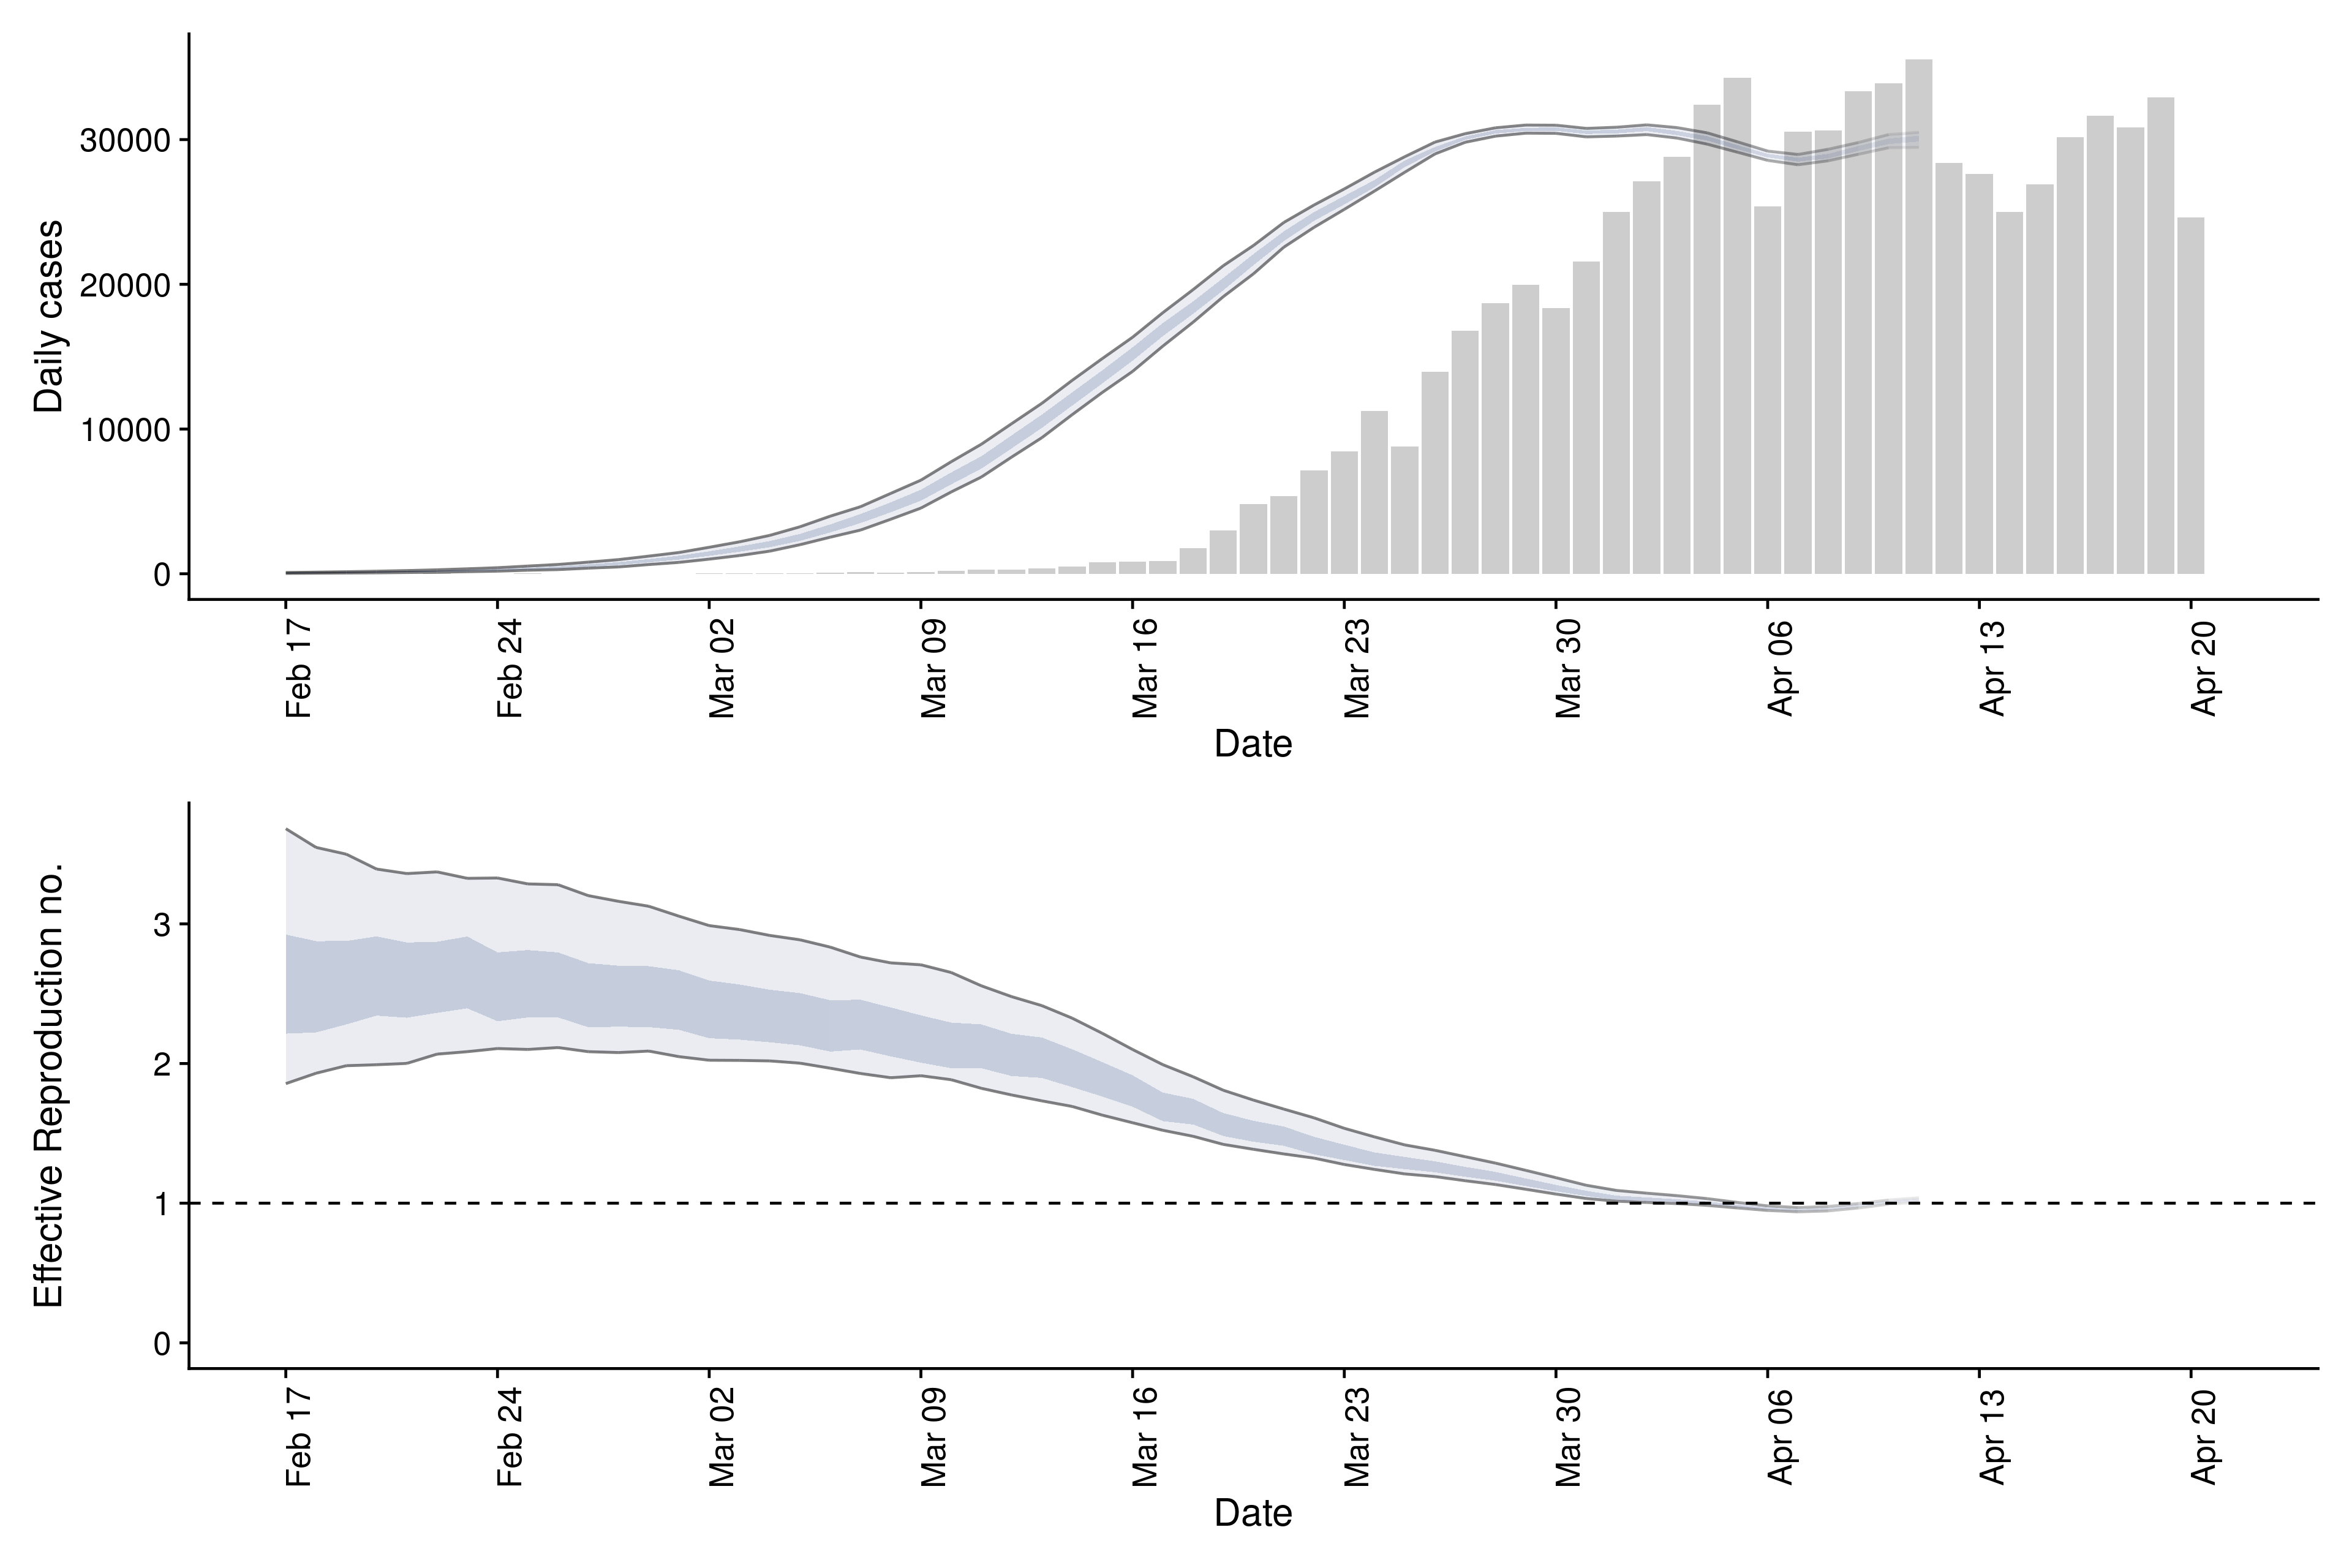 Daily cases
30000
20000
10000
0
Feb 17
Feb 24
Mar 02
Mar 09
Mar 16
Mar 23
Mar 30
Apr 06
Apr 13
Apr 20
Date
Effective Reproduction no.
3
2
1
0
Feb 17
Feb 24
Mar 02
Mar 09
Mar 16
Mar 23
Mar 30
Apr 06
Apr 13
Apr 20
Date